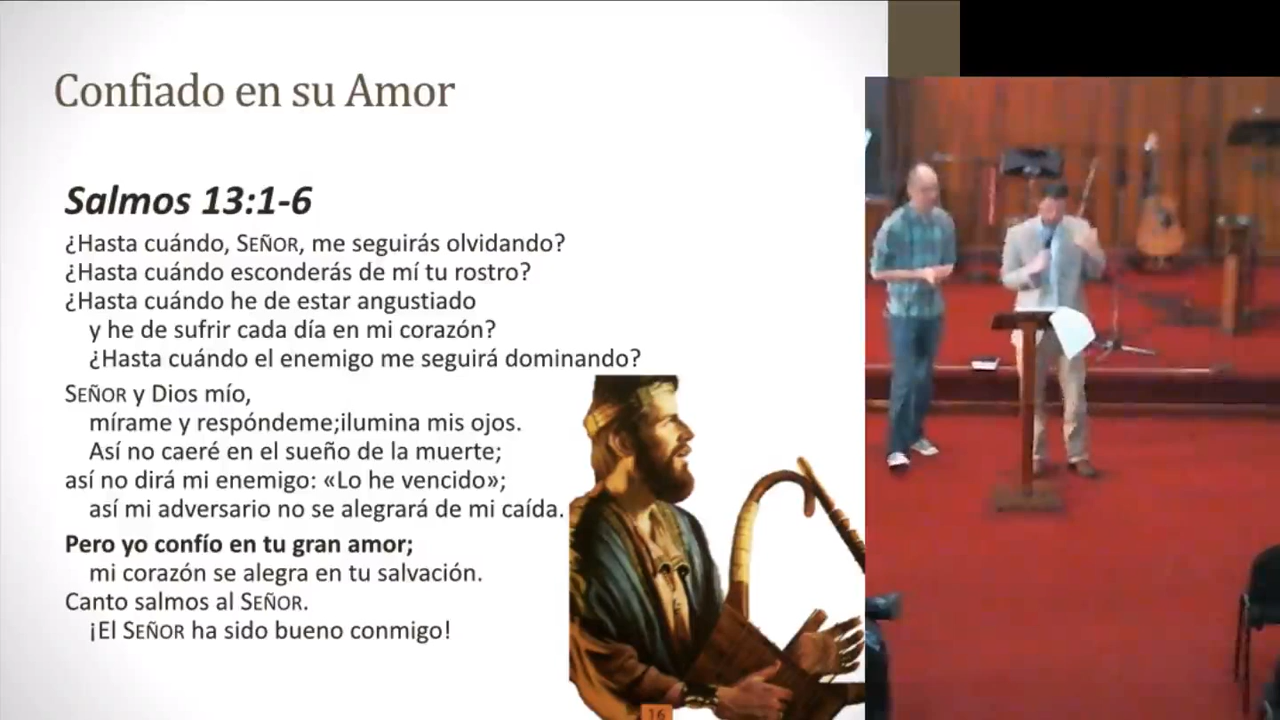 Confiado en su Amor
Salmos 13:1-6
¿Hasta cuándo, SEÑOR, me seguirás olvidando?
¿Hasta cuándo esconderás de mí tu rostro?
¿Hasta cuándo he de estar angustiado
y he de sufrir cada día en mi corazón?
¿Hasta cuándo el enemigo me seguirá dominando?
SEÑOR y Dios mío,
mírame y respóndeme;ilumina mis ojos.
Así no caeré en el sueño de la muerte;
así no dirá mi enemigo: «Lo he vencido»;
así mi adversario no se alegrará de mi caída.
Pero yo confío en tu gran amor;
mi corazón se alegra en tu salvación.
Canto salmos al SEÑOR.
¡El SEÑOR ha sido bueno conmigo!
16